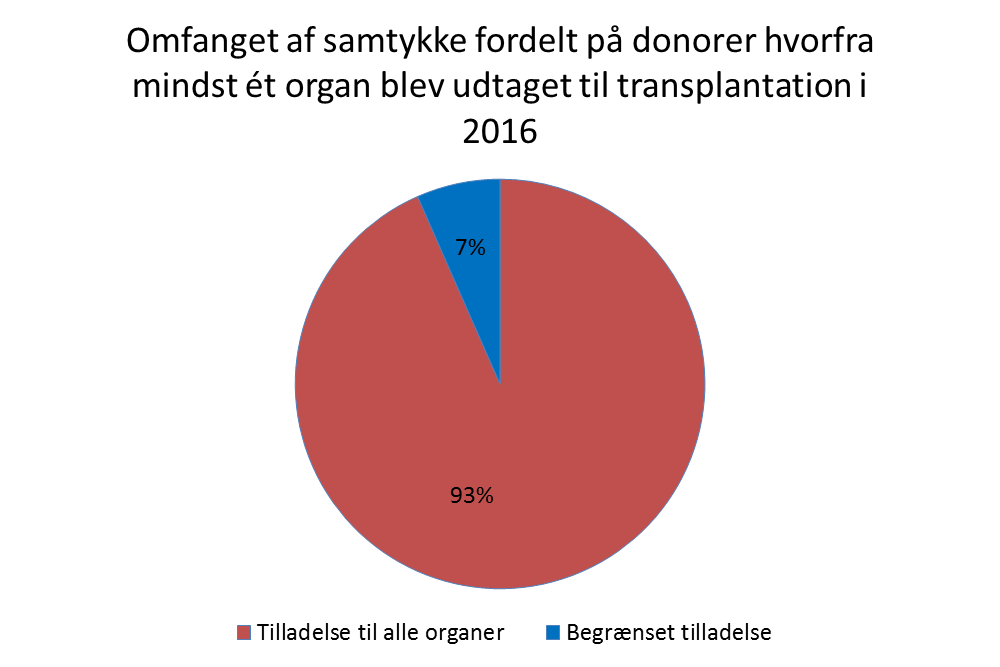 Omfanget af samtykke fordelt på donorer hvorfra
mindst ét organ blev udtaget til transplantation i
2016
7%
93%
Tilladelse til alle organer
Begrænset tilladelse